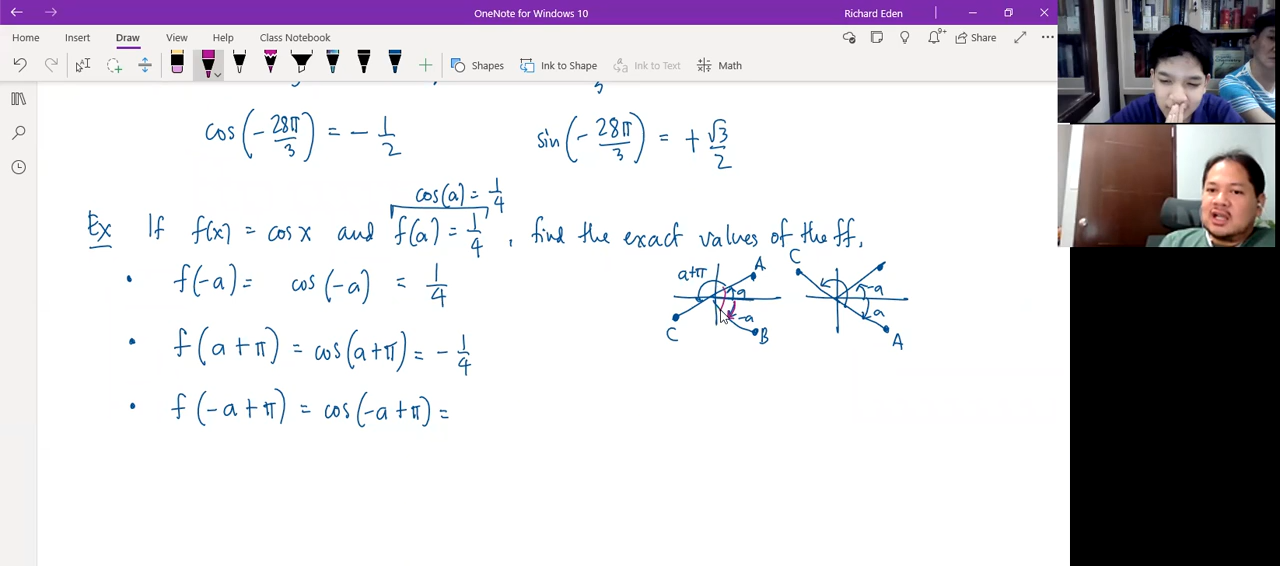 OneNote for Windows 10
Richard Eden
Home Insert Draw View Help Class Notebook
Share
Shapes Ink to Shape Ink to Text Math
cos(-28π/3) = -1/2
sin(-28π/3) = +√3/2
cos(a) = 1/4
Ex If f(x) = cos x and f(a) = 1/4, find the exact values of the ff.
• f(-a) = cos(-a) = 1/4
• f(a+π) = cos(a+π) = -1/4
• f(-a+π) = cos(-a+π) =
a+π A a -a B C
C -a a A